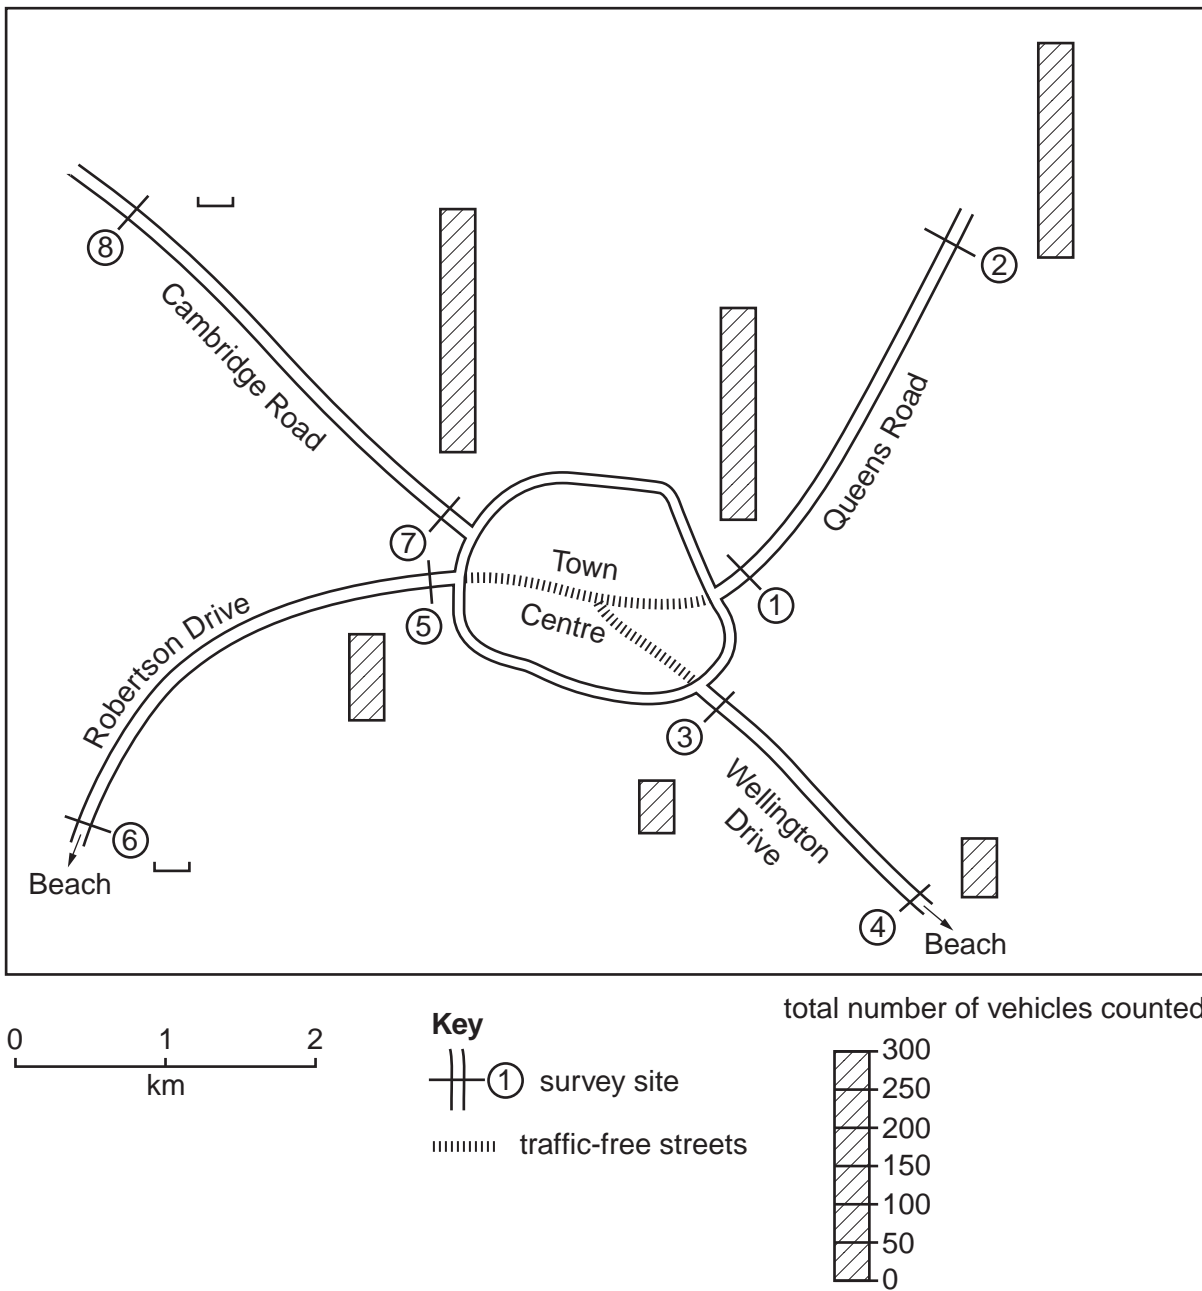 8
2
Cambridge Road
Queens Road
7
Town
Centre
1
5
Robertson Drive
3
Wellington
Drive
6
Beach
4
Beach
total number of vehicles counted
0 1 2
km
Key
1 survey site
traffic-free streets
300
250
200
150
100
50
0